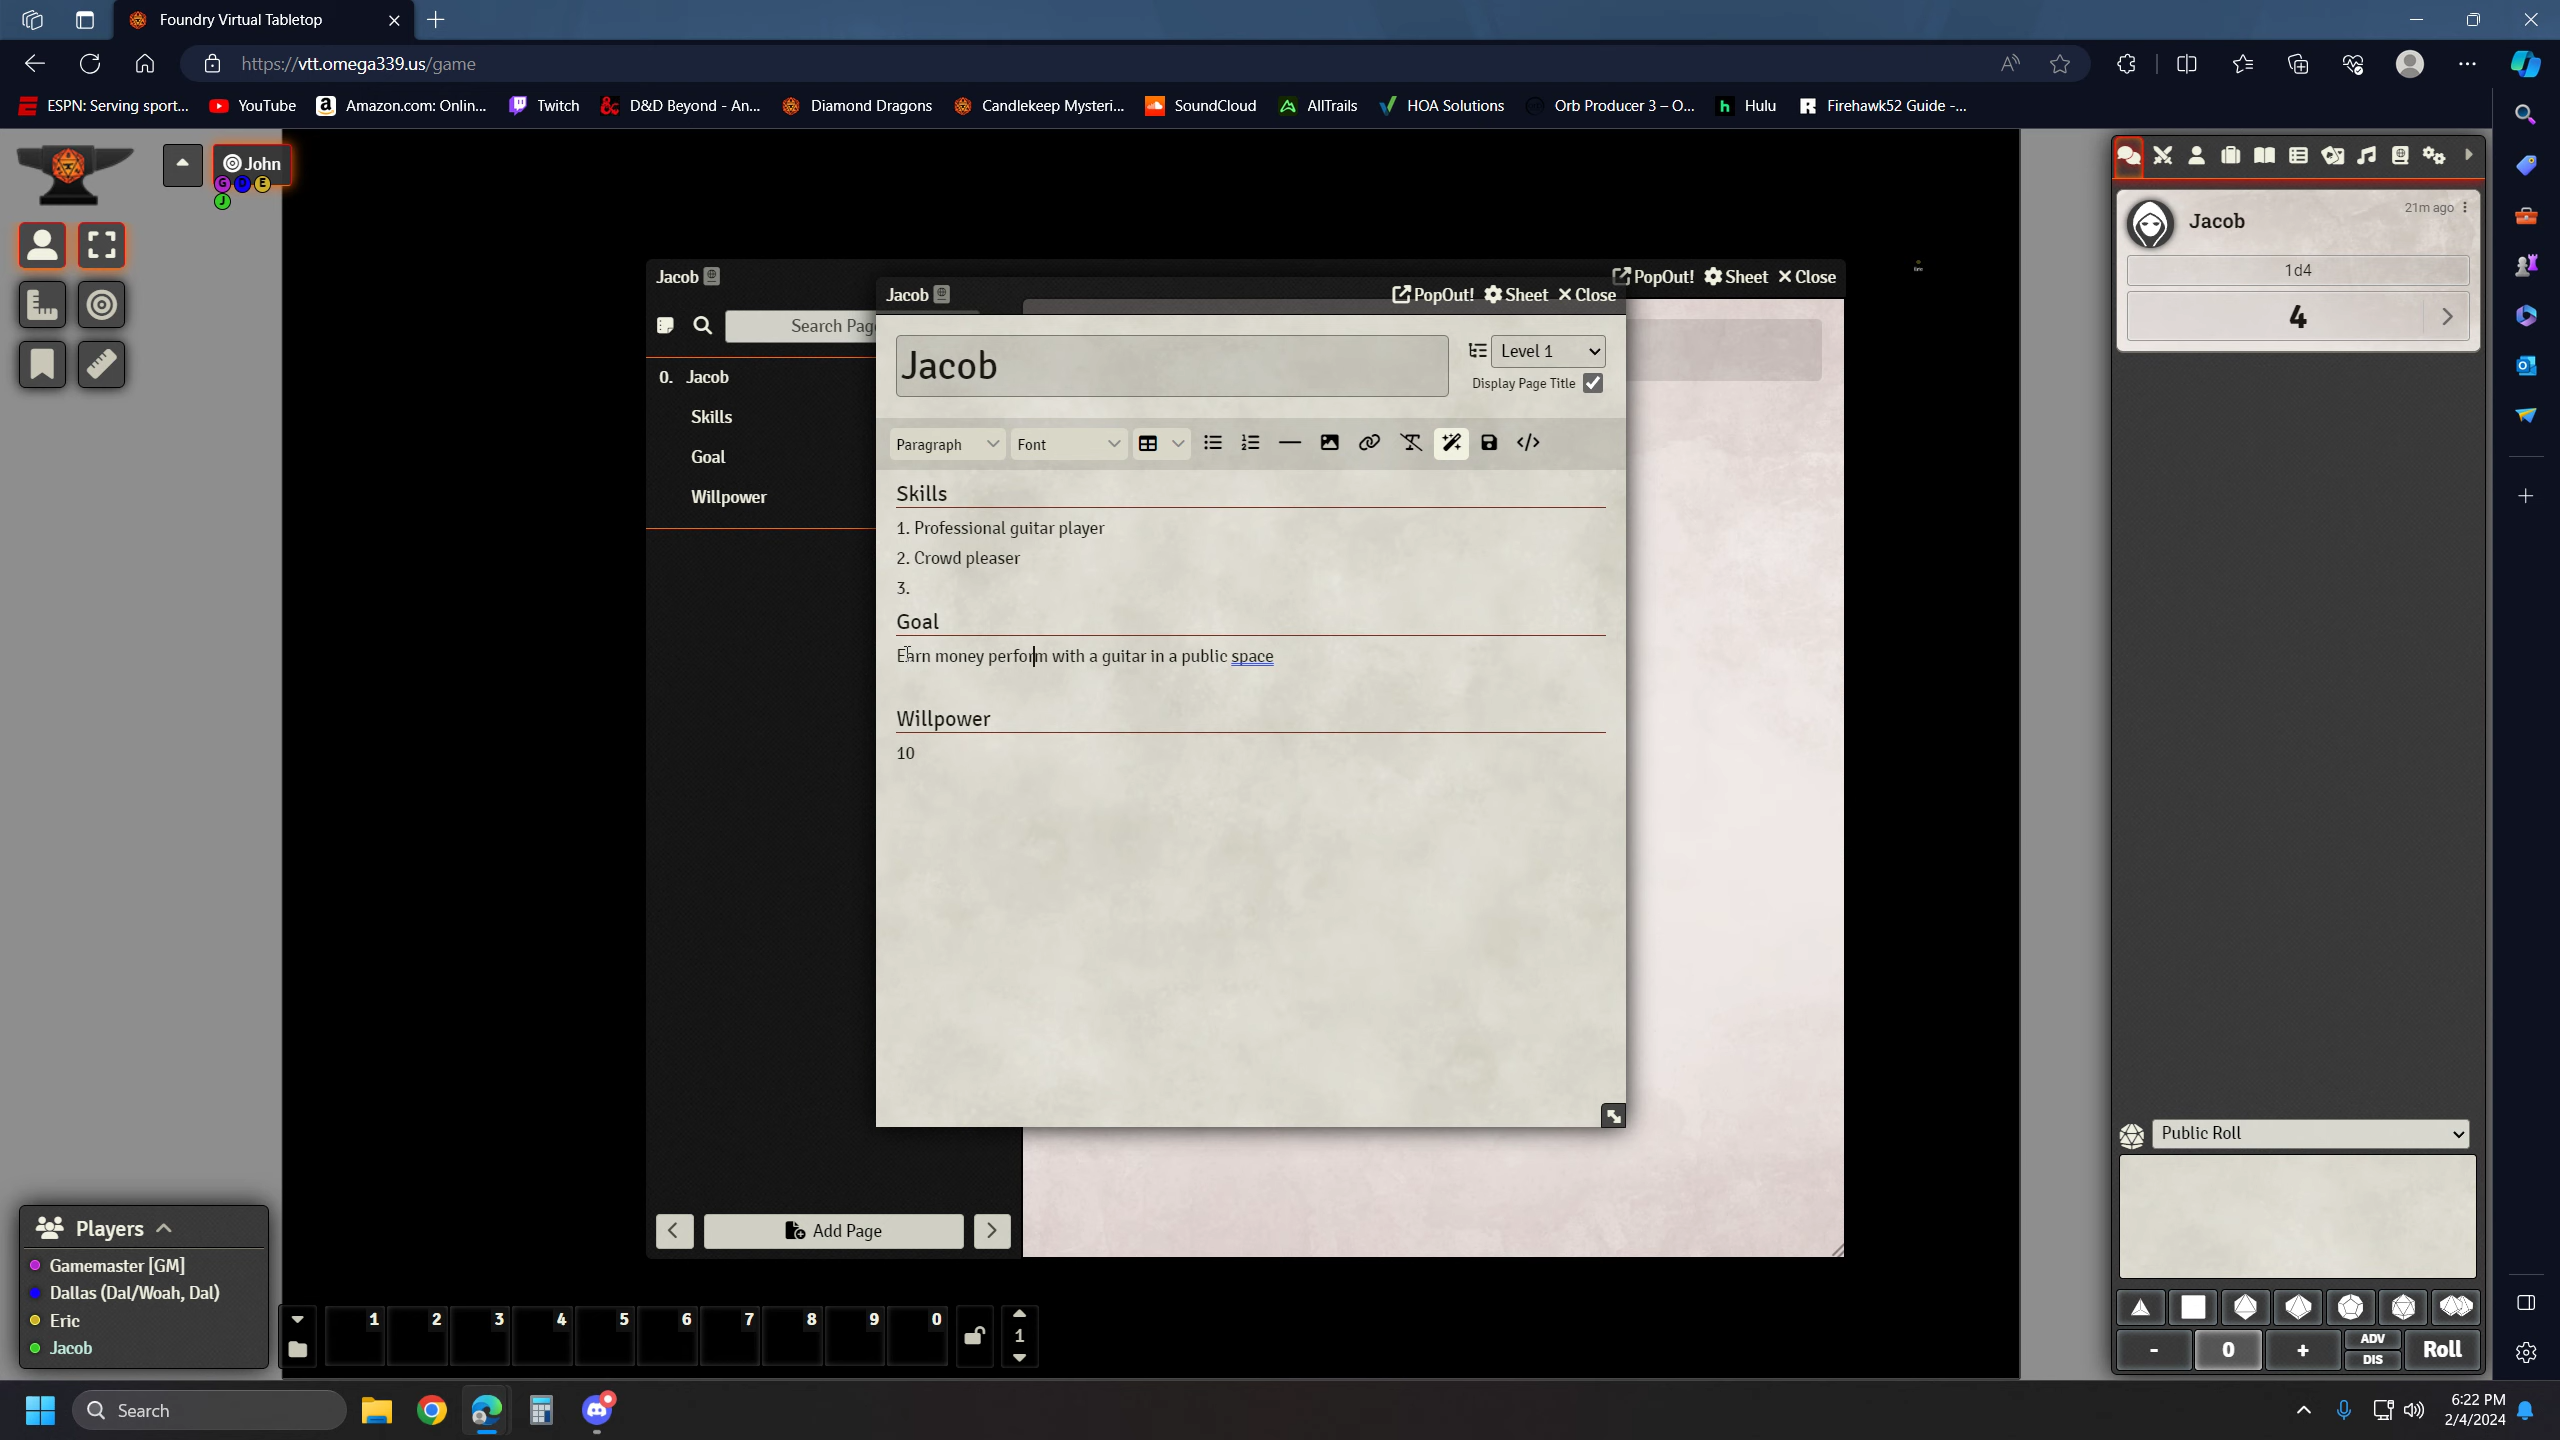 Foundry Virtual Tabletop
https://vtt.omega339.us/game
ESPN: Serving sport...
YouTube
Amazon.com: Onlin...
Twitch
D&D Beyond - An...
Diamond Dragons
Candlekeep Mysteri...
SoundCloud
AllTrails
HOA Solutions
Orb Producer 3 – O...
Hulu
Firehawk52 Guide -...
John
G D E
J
Jacob
PopOut! Sheet Close
Jacob
PopOut! Sheet Close
Search Pag
Jacob
Level 1
Display Page Title
0. Jacob
Skills
Goal
Willpower
Paragraph
Font
Skills
1. Professional guitar player
2. Crowd pleaser
3.
Goal
Earn money perform with a guitar in a public space
Willpower
10
Add Page
Jacob
21m ago
1d4
4
Public Roll
- 0 +
ADV
DIS
Roll
Players
Gamemaster [GM]
Dallas (Dal/Woah, Dal)
Eric
Jacob
1 2 3 4 5 6 7 8 9 0
1
Search
6:22 PM
2/4/2024